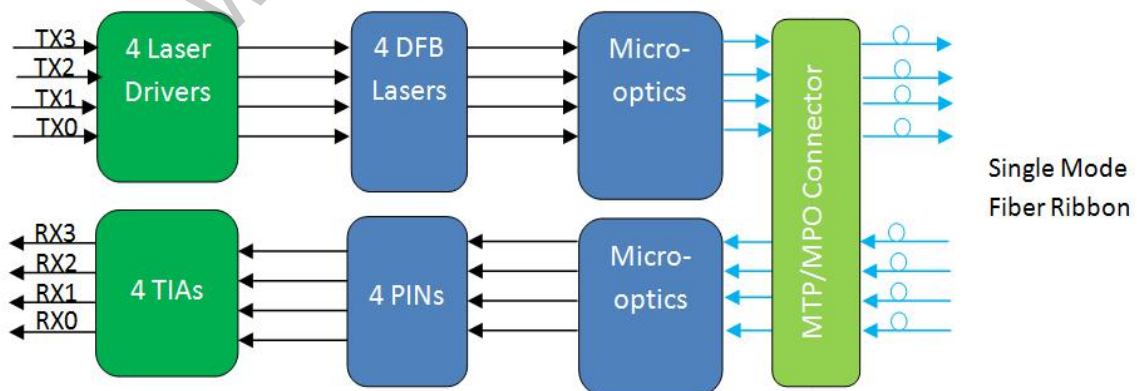 TX3
TX2
TX1
TX0
4 Laser
Drivers
4 DFB
Lasers
Micro-
optics
MTP/MPO Connector
Single Mode
Fiber Ribbon
RX3
RX2
RX1
RX0
4 TIAs
4 PINs
Micro-
optics